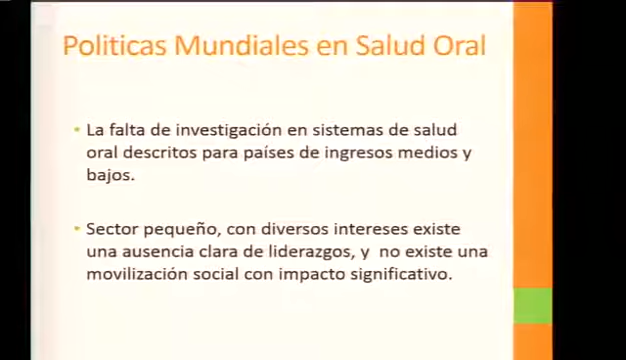 Politicas Mundiales en Salud Oral
• La falta de investigación en sistemas de salud
oral descritos para países de ingresos medios y
bajos.
• Sector pequeño, con diversos intereses existe
una ausencia clara de liderazgos, y no existe una
movilización social con impacto significativo.